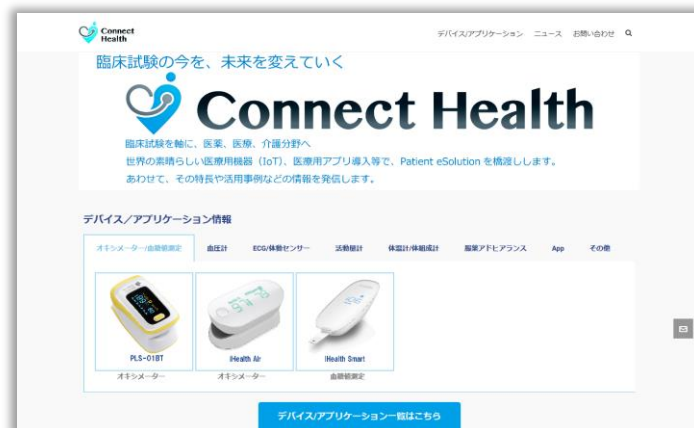 Connect
Health
デバイス/アプリケーション ニュース お問い合わせ
臨床試験の今を、未来を変えていく
Connect Health
臨床試験を軸に、医薬、医療、介護分野へ
世界の素晴らしい医療用機器（IoT）、医療用アプリ導入等で、Patient eSolution を橋渡しします。
あわせて、その特長や活用事例などの情報を発信します。
デバイス／アプリケーション情報
オキシメーター/血糖値測定 血圧計 ECG/体動センサー 活動量計 体温計/体組成計 服薬アドヒアランス App その他
PLS-01BT iHealth Air iHealth Smart
オキシメーター オキシメーター 血糖値測定
デバイス/アプリケーション一覧はこちら